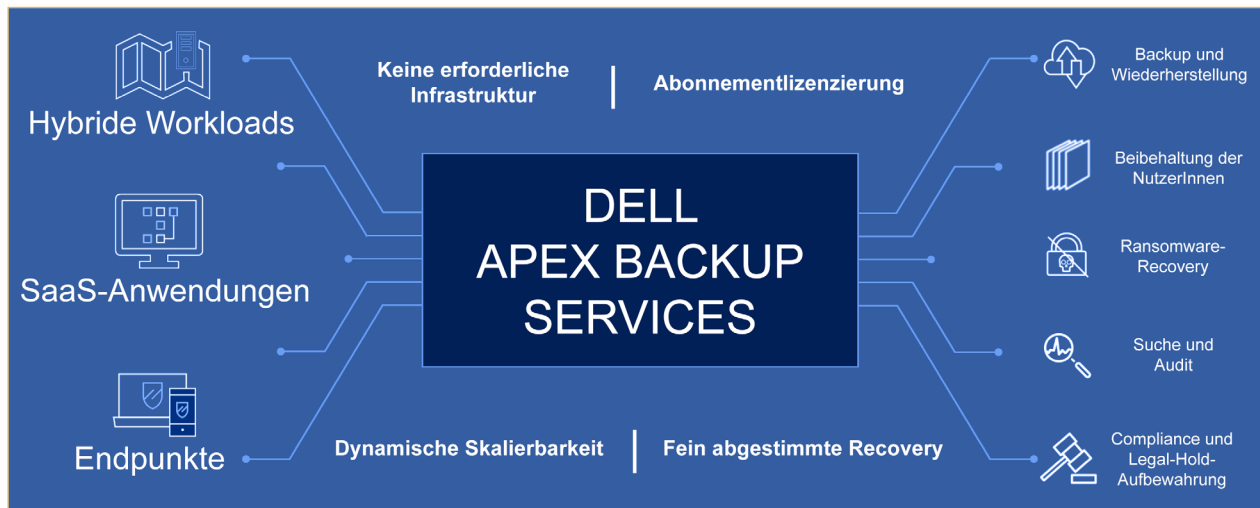 Hybride Workloads
SaaS-Anwendungen
Endpunkte
Keine erforderliche
Infrastruktur
Abonnementlizenzierung
DELL
APEX BACKUP
SERVICES
Dynamische Skalierbarkeit
Fein abgestimmte Recovery
Backup und
Wiederherstellung
Beibehaltung der
NutzerInnen
Ransomware-
Recovery
Suche und
Audit
Compliance und
Legal-Hold-
Aufbewahrung